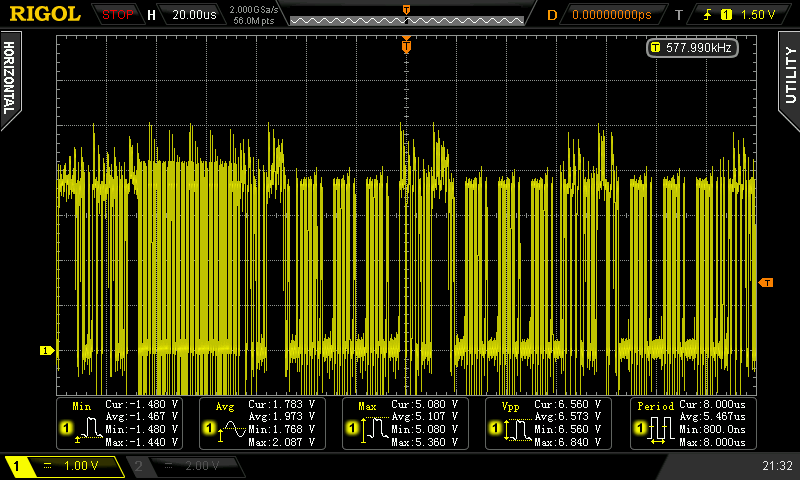 RIGOL STOP H 20.00us 2.000GSa/s 56.0M pts T D 0.00000000ps T 1 1.50 V
HORIZONTAL
UTILITY
T 577.990kHz
T
T
1
Min Cur:-1.480 V
Avg:-1.467 V
Min:-1.480 V
Max:-1.440 V
1
Avg Cur:1.783 V
Avg:1.973 V
Min:1.768 V
Max:2.087 V
1
Max Cur:5.080 V
Avg:5.107 V
Min:5.080 V
Max:5.360 V
1
Vpp Cur:6.560 V
Avg:6.573 V
Min:6.560 V
Max:6.840 V
1
Period Cur:8.000us
Avg:5.467us
Min:800.0ns
Max:8.000us
1
1 = 1.00 V 2 = 2.00 V 21:32